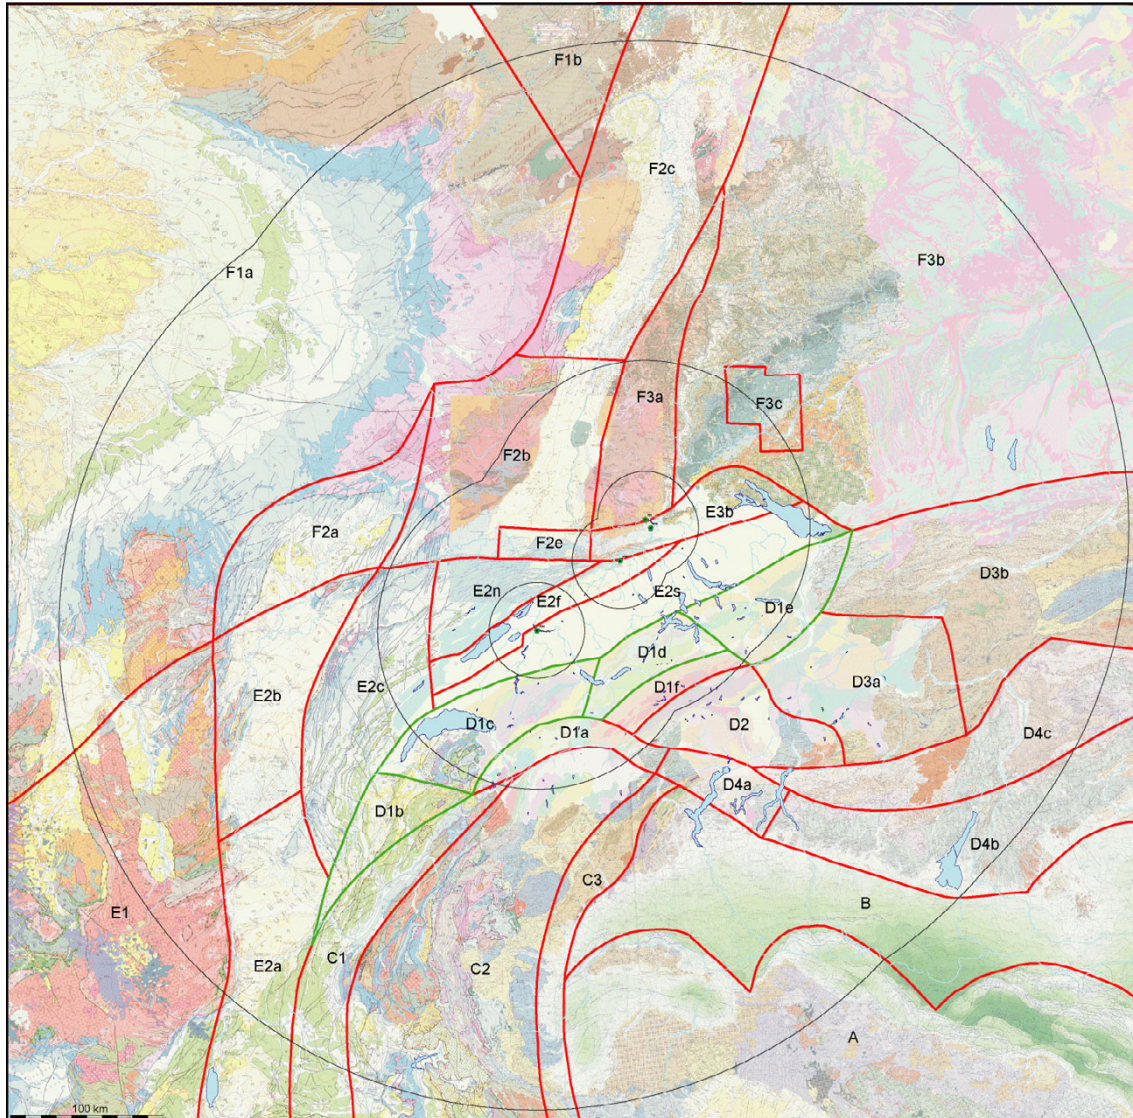 F1b
F2c
F3b
F1a
F3a
F3c
F2b
E3b
F2a
F2e
D3b
E2n
E2f
E2s
D1e
D1d
E2c
D3a
E2b
D1f
D1c
D2
D1a
D4c
D4a
D1b
D4b
C3
B
E1
C1
E2a
C2
A
100 km